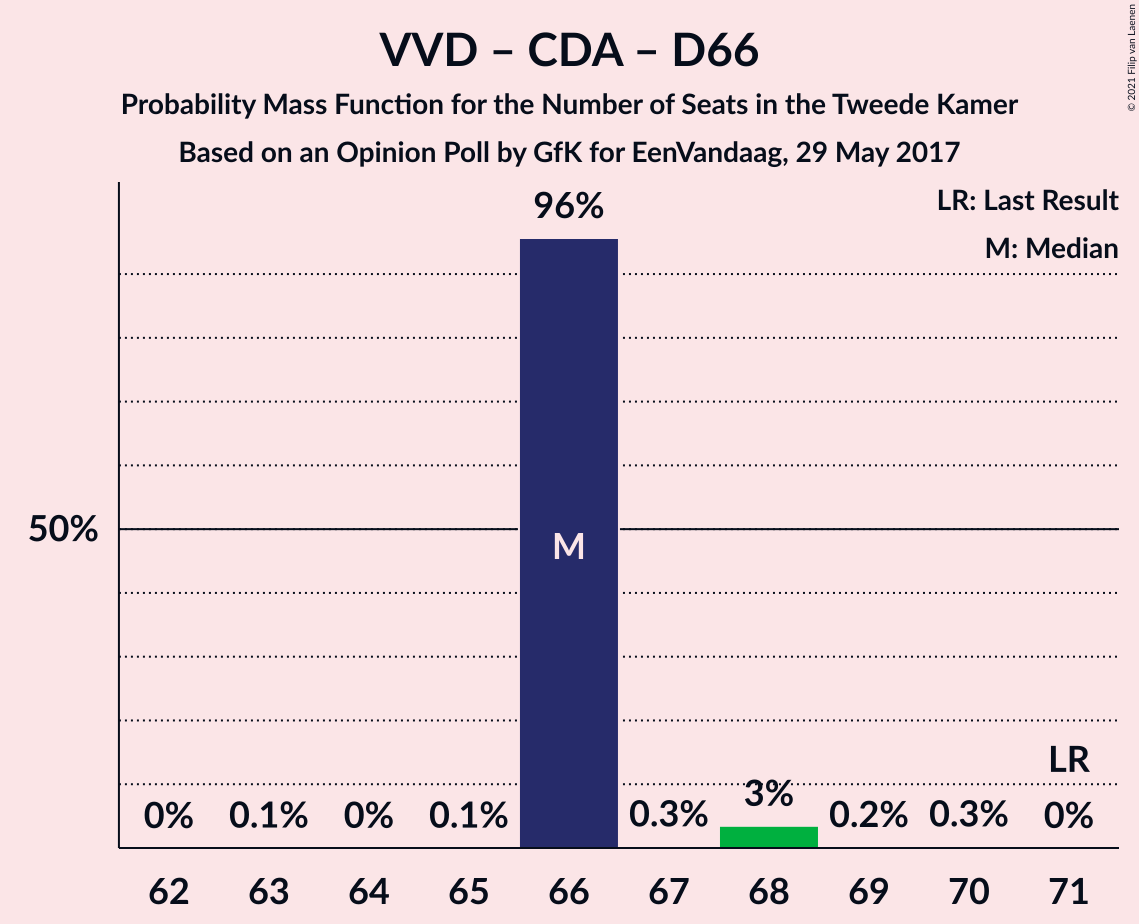 VVD – CDA – D66
Probability Mass Function for the Number of Seats in the Tweede Kamer
Based on an Opinion Poll by GfK for EenVandaag, 29 May 2017
© 2021 Filip van Laenen
LR: Last Result
M: Median
96%
50%
M
LR
0% 0.1% 0% 0.1% 0.3% 3% 0.2% 0.3% 0%
62 63 64 65 66 67 68 69 70 71